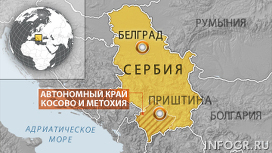 РУМЫНИЯ
БЕЛГРАД
СЕРБИЯ
АВТОНОМНЫЙ КРАЙ
КОСОВО И МЕТОХИЯ
ПРИШТИНА
БОЛГАРИЯ
АДРИАТИЧЕСКОЕ
МОРЕ
INFOGR.RU